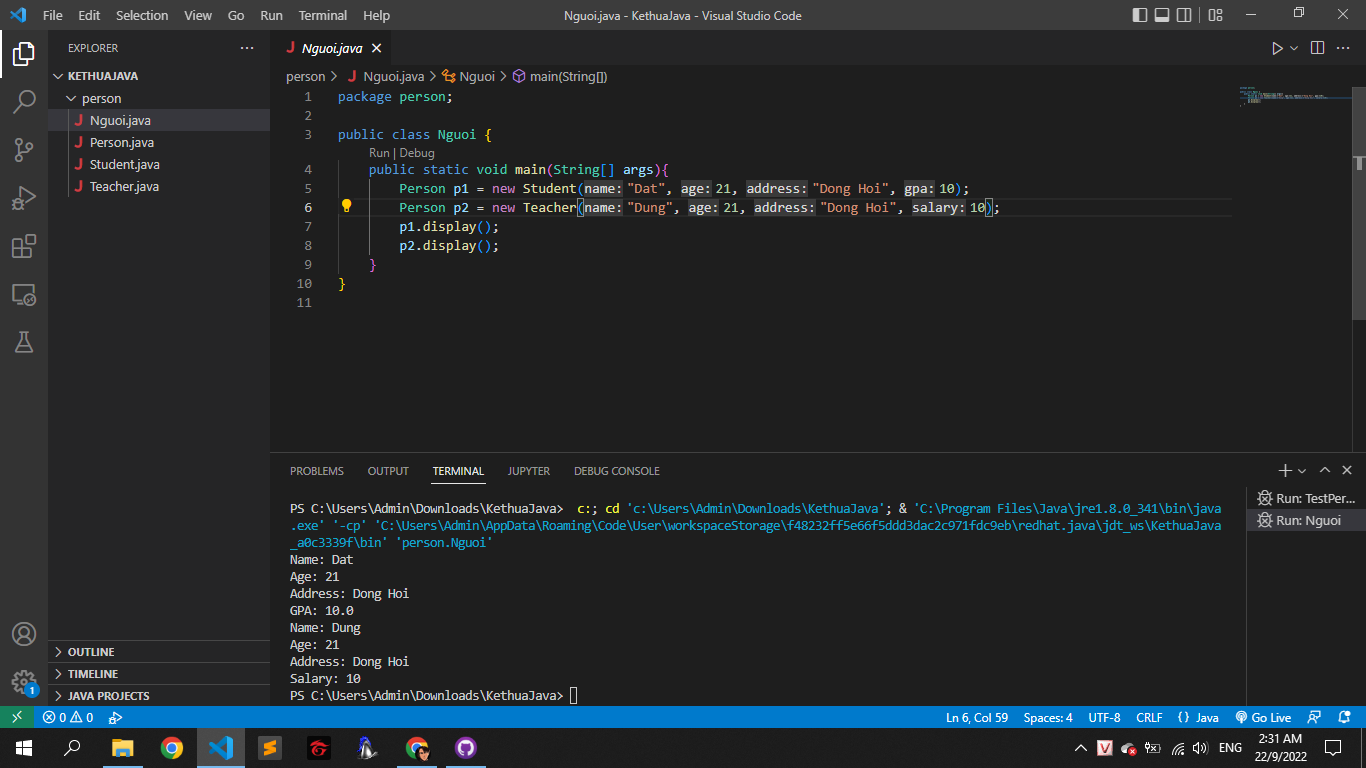 File Edit Selection View Go Run Terminal Help
Nguoi.java - KethuaJava - Visual Studio Code
EXPLORER
KETHUAJAVA
person
Nguoi.java
Person.java
Student.java
Teacher.java
OUTLINE
TIMELINE
JAVA PROJECTS
Nguoi.java
person > Nguoi.java > Nguoi > main(String[])
1 package person;
2
3 public class Nguoi {
Run | Debug
4 public static void main(String[] args){
5 Person p1 = new Student(name: "Dat", age: 21, address: "Dong Hoi", gpa: 10);
6 Person p2 = new Teacher(name: "Dung", age: 21, address: "Dong Hoi", salary: 10);
7 p1.display();
8 p2.display();
9 }
10 }
11
PROBLEMS OUTPUT TERMINAL JUPYTER DEBUG CONSOLE
PS C:\Users\Admin\Downloads\KethuaJava> c:; cd 'c:\Users\Admin\Downloads\KethuaJava'; & 'C:\Program Files\Java\jre1.8.0_341\bin\java
.exe' '-cp' 'C:\Users\Admin\AppData\Roaming\Code\User\workspaceStorage\f48232ff5e66f5ddd3dac2c971fdc9eb\redhat.java\jdt_ws\KethuaJava
_a0c3339f\bin' 'person.Nguoi'
Name: Dat
Age: 21
Address: Dong Hoi
GPA: 10.0
Name: Dung
Age: 21
Address: Dong Hoi
Salary: 10
PS C:\Users\Admin\Downloads\KethuaJava>
Run: TestPer...
Run: Nguoi
1
0 0
Ln 6, Col 59 Spaces: 4 UTF-8 CRLF {} Java Go Live
ENG
2:31 AM
22/9/2022